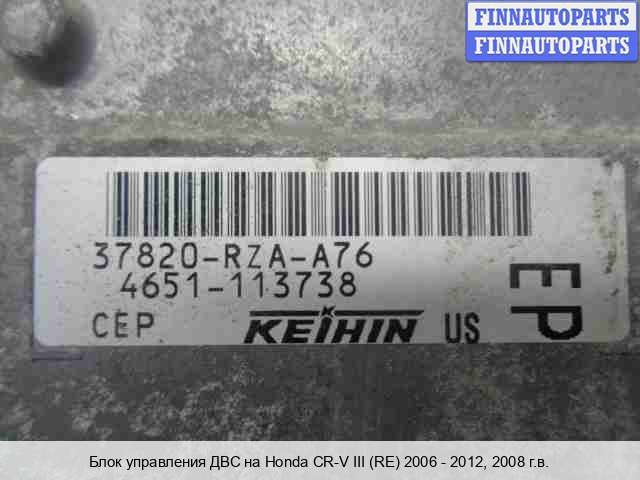 FINNAUTOPARTS
FINNAUTOPARTS
37820-RZA-A76
4651-113738
CEP
KEIHIN
US
EP
Блок управления ДВС на Honda CR-V III (RE) 2006 - 2012, 2008 г.в.